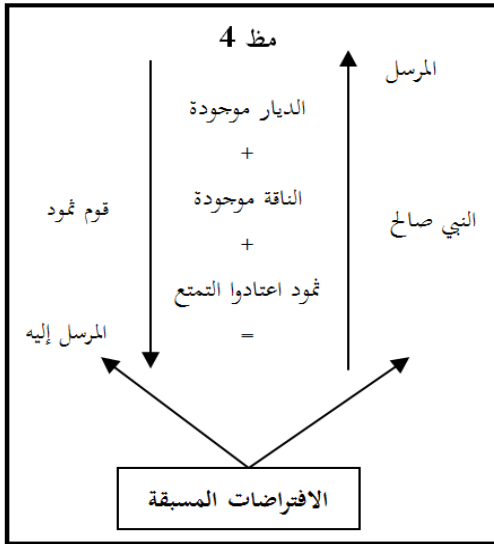 مظ 4
المرسل
الديار موجودة
+
الناقة موجودة
النبي صالح
قوم ثمود
+
ثمود اعتادوا التمتع
=
المرسل إليه
الافتراضات المسبقة